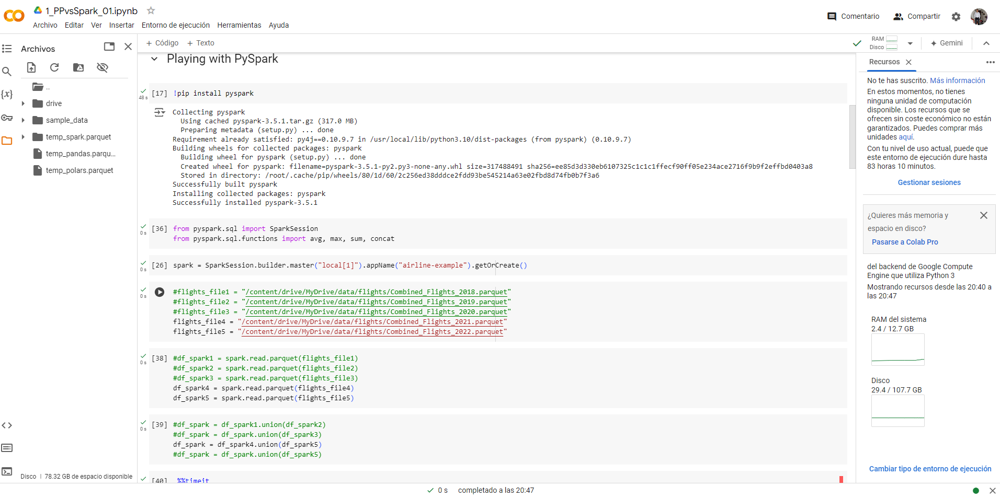 1_PPvsSpark_01.ipynb
Archivo Editar Ver Insertar Entorno de ejecución Herramientas Ayuda
Comentario
Compartir
Archivos
..
drive
sample_data
temp_spark.parquet
temp_pandas.parqu...
temp_polars.parquet
Disco 78.32 GB de espacio disponible
+ Código + Texto
RAM
Disco
Gemini
Playing with PySpark
48 s
[17] !pip install pyspark
Collecting pyspark
Using cached pyspark-3.5.1.tar.gz (317.0 MB)
Preparing metadata (setup.py) ... done
Requirement already satisfied: py4j==0.10.9.7 in /usr/local/lib/python3.10/dist-packages (from pyspark) (0.10.9.7)
Building wheels for collected packages: pyspark
Building wheel for pyspark (setup.py) ... done
Created wheel for pyspark: filename=pyspark-3.5.1-py2.py3-none-any.whl size=317488491 sha256=ee85d3d330eb6107325c1c1c1ffecf90ff05e234ace2716f9b9f2effbd0403a8
Stored in directory: /root/.cache/pip/wheels/80/1d/60/2c256ed38dddce2fdd93be545214a63e02fbd8d74fb0b7f3a6
Successfully built pyspark
Installing collected packages: pyspark
Successfully installed pyspark-3.5.1
0 s
[36] from pyspark.sql import SparkSession
from pyspark.sql.functions import avg, max, sum, concat
0 s
[26] spark = SparkSession.builder.master("local[1]").appName("airline-example").getOrCreate()
0 s
#flights_file1 = "/content/drive/MyDrive/data/flights/Combined_Flights_2018.parquet"
#flights_file2 = "/content/drive/MyDrive/data/flights/Combined_Flights_2019.parquet"
#flights_file3 = "/content/drive/MyDrive/data/flights/Combined_Flights_2020.parquet"
flights_file4 = "/content/drive/MyDrive/data/flights/Combined_Flights_2021.parquet"
flights_file5 = "/content/drive/MyDrive/data/flights/Combined_Flights_2022.parquet"
0 s
[38] #df_spark1 = spark.read.parquet(flights_file1)
#df_spark2 = spark.read.parquet(flights_file2)
#df_spark3 = spark.read.parquet(flights_file3)
df_spark4 = spark.read.parquet(flights_file4)
df_spark5 = spark.read.parquet(flights_file5)
0 s
[39] #df_spark = df_spark1.union(df_spark2)
#df_spark = df_spark.union(df_spark3)
df_spark = df_spark4.union(df_spark5)
#df_spark = df_spark.union(df_spark5)
[40] %%timeit
Recursos
No te has suscrito. Más información
En estos momentos, no tienes
ninguna unidad de computación
disponible. Los recursos que se
ofrecen sin coste económico no están
garantizados. Puedes comprar más
unidades aquí.
Con tu nivel de uso actual, puede que
este entorno de ejecución dure hasta
83 horas 10 minutos.
Gestionar sesiones
¿Quieres más memoria y
espacio en disco?
Pasarse a Colab Pro
del backend de Google Compute
Engine que utiliza Python 3
Mostrando recursos desde las 20:40 a
las 20:47
RAM del sistema
2.4 / 12.7 GB
Disco
29.4 / 107.7 GB
Cambiar tipo de entorno de ejecución
0 s completado a las 20:47